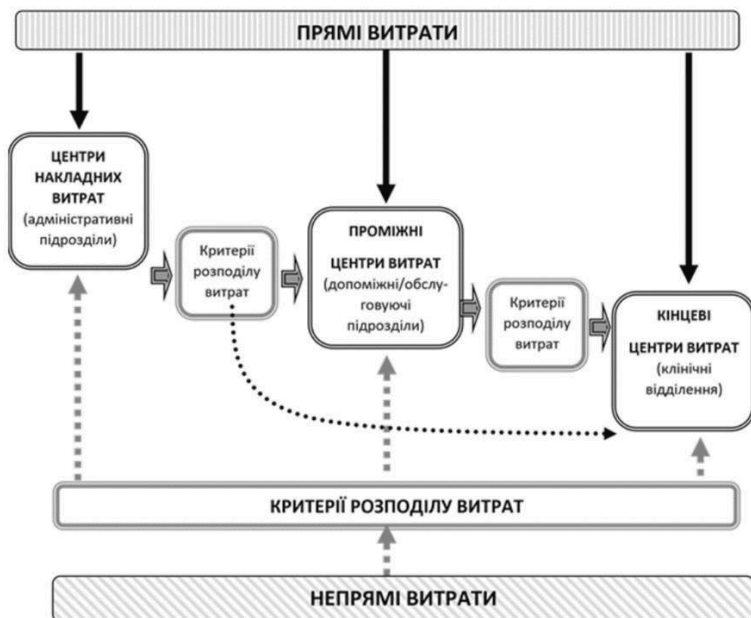 ПРЯМІ ВИТРАТИ
ЦЕНТРИ
НАКЛАДНИХ
ВИТРАТ
(адміністративні
підрозділи)
Критерії
розподілу
витрат
ПРОМІЖНІ
ЦЕНТРИ ВИТРАТ
(допоміжні/обслу-
говуючі
підрозділи)
Критерії
розподілу
витрат
КІНЦЕВІ
ЦЕНТРИ ВИТРАТ
(клінічні
відділення)
КРИТЕРІЇ РОЗПОДІЛУ ВИТРАТ
НЕПРЯМІ ВИТРАТИ